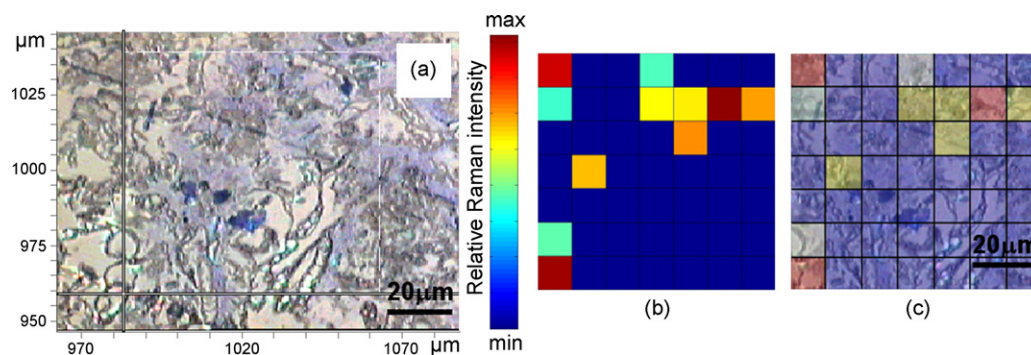 µm
1025
1000
975
950
970
1020
1070
µm
(a)
20µm
max
Relative Raman intensity
min
(b)
20µm
(c)